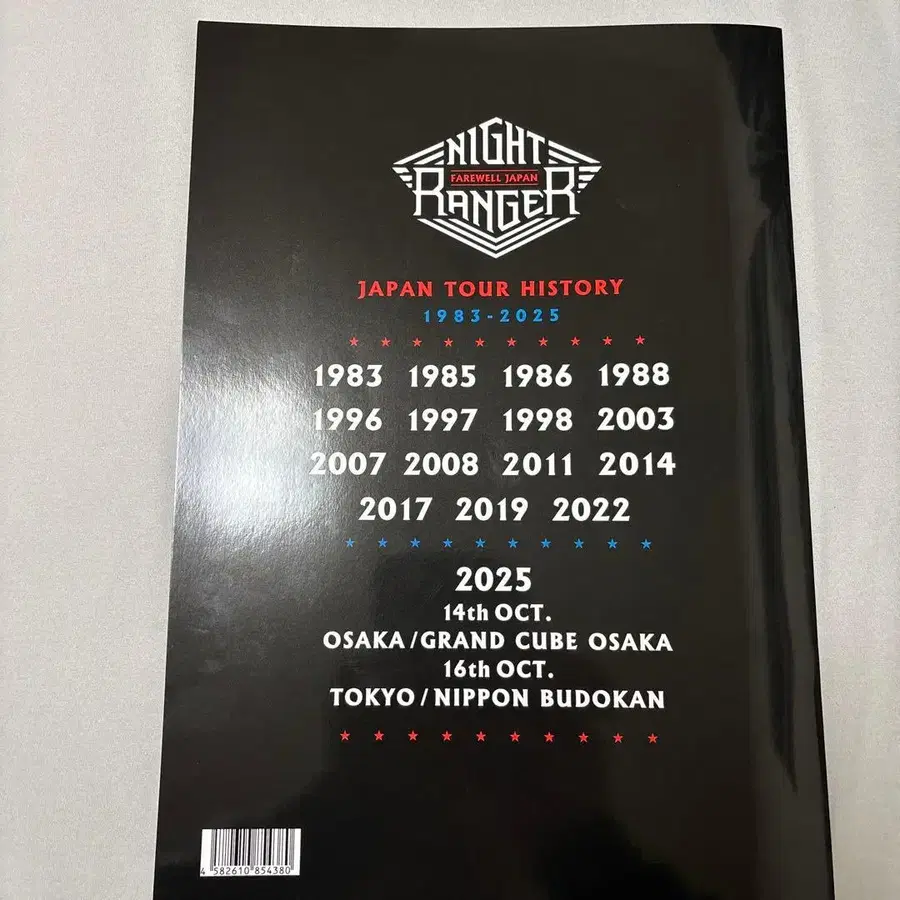 NIGHT
FAREWELL JAPAN
RANGER
JAPAN TOUR HISTORY
1983-2025
1983 1985 1986 1988
1996 1997 1998 2003
2007 2008 2011 2014
2017 2019 2022
2025
14th OCT.
OSAKA/GRAND CUBE OSAKA
16th OCT.
TOKYO/NIPPON BUDOKAN
4 582610 854380